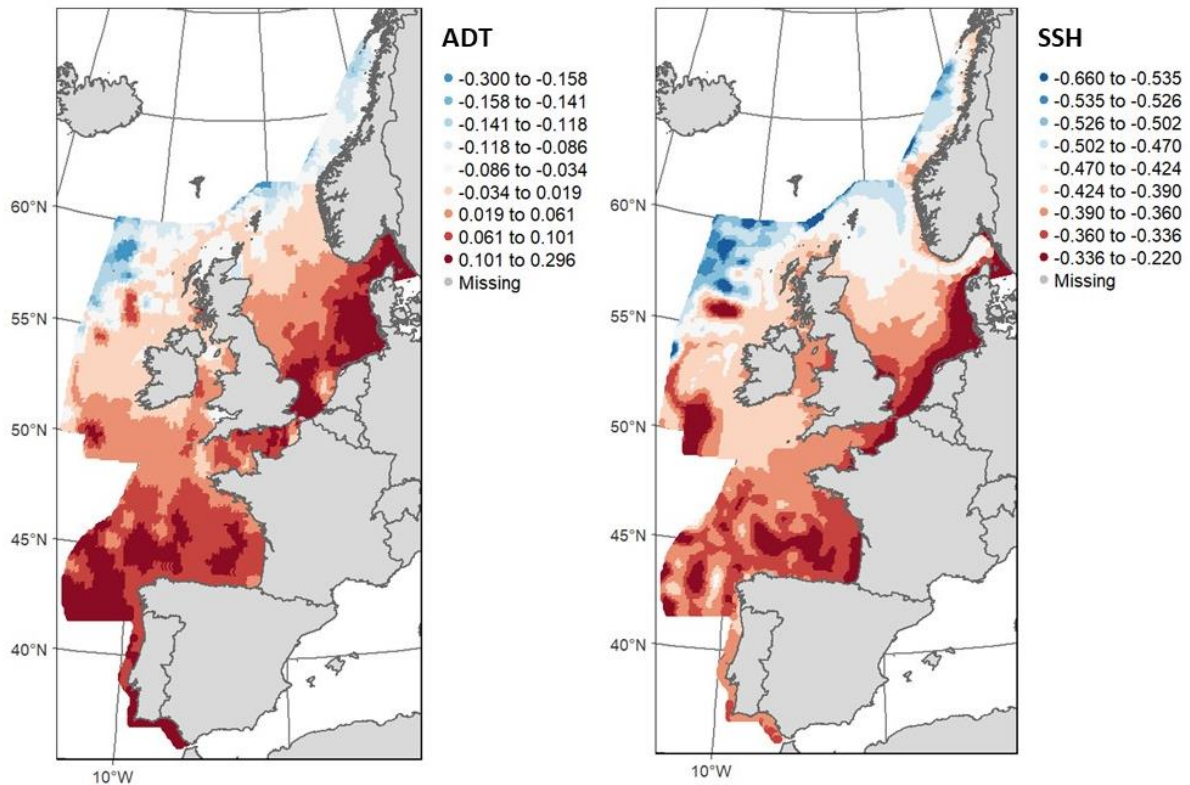 ADT
-0.300 to -0.158
-0.158 to -0.141
-0.141 to -0.118
-0.118 to -0.086
-0.086 to -0.034
-0.034 to 0.019
0.019 to 0.061
0.061 to 0.101
0.101 to 0.296
Missing
60°N
55°N
50°N
45°N
40°N
10°W
SSH
-0.660 to -0.535
-0.535 to -0.526
-0.526 to -0.502
-0.502 to -0.470
-0.470 to -0.424
-0.424 to -0.390
-0.390 to -0.360
-0.360 to -0.336
-0.336 to -0.220
Missing
60°N
55°N
50°N
45°N
40°N
10°W